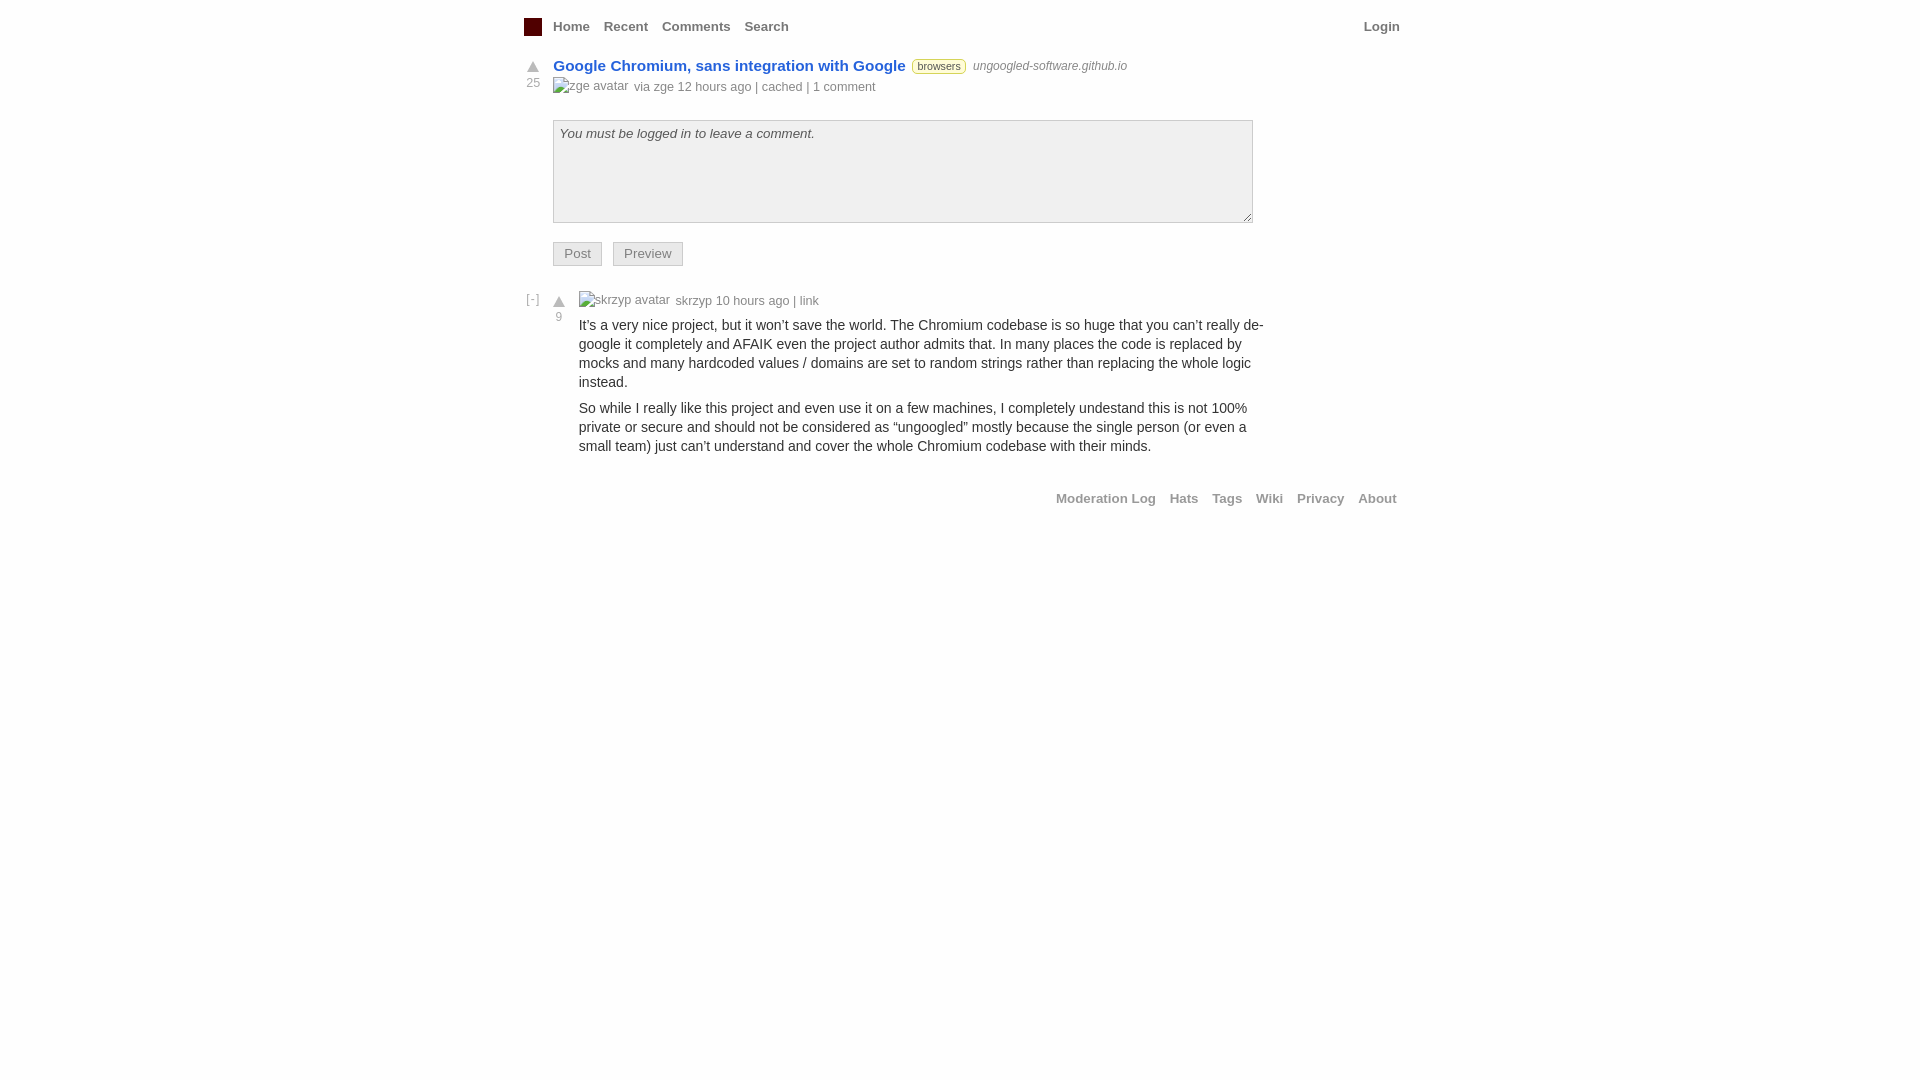 Home Recent Comments Search Login
Google Chromium, sans integration with Google browsers ungoogled-software.github.io
25
zge avatar via zge 12 hours ago | cached | 1 comment
You must be logged in to leave a comment.
Post Preview
[-]
skrzyp avatar skrzyp 10 hours ago | link
9
It’s a very nice project, but it won’t save the world. The Chromium codebase is so huge that you can’t really de-
google it completely and AFAIK even the project author admits that. In many places the code is replaced by
mocks and many hardcoded values / domains are set to random strings rather than replacing the whole logic
instead.
So while I really like this project and even use it on a few machines, I completely undestand this is not 100%
private or secure and should not be considered as “ungoogled” mostly because the single person (or even a
small team) just can’t understand and cover the whole Chromium codebase with their minds.
Moderation Log Hats Tags Wiki Privacy About